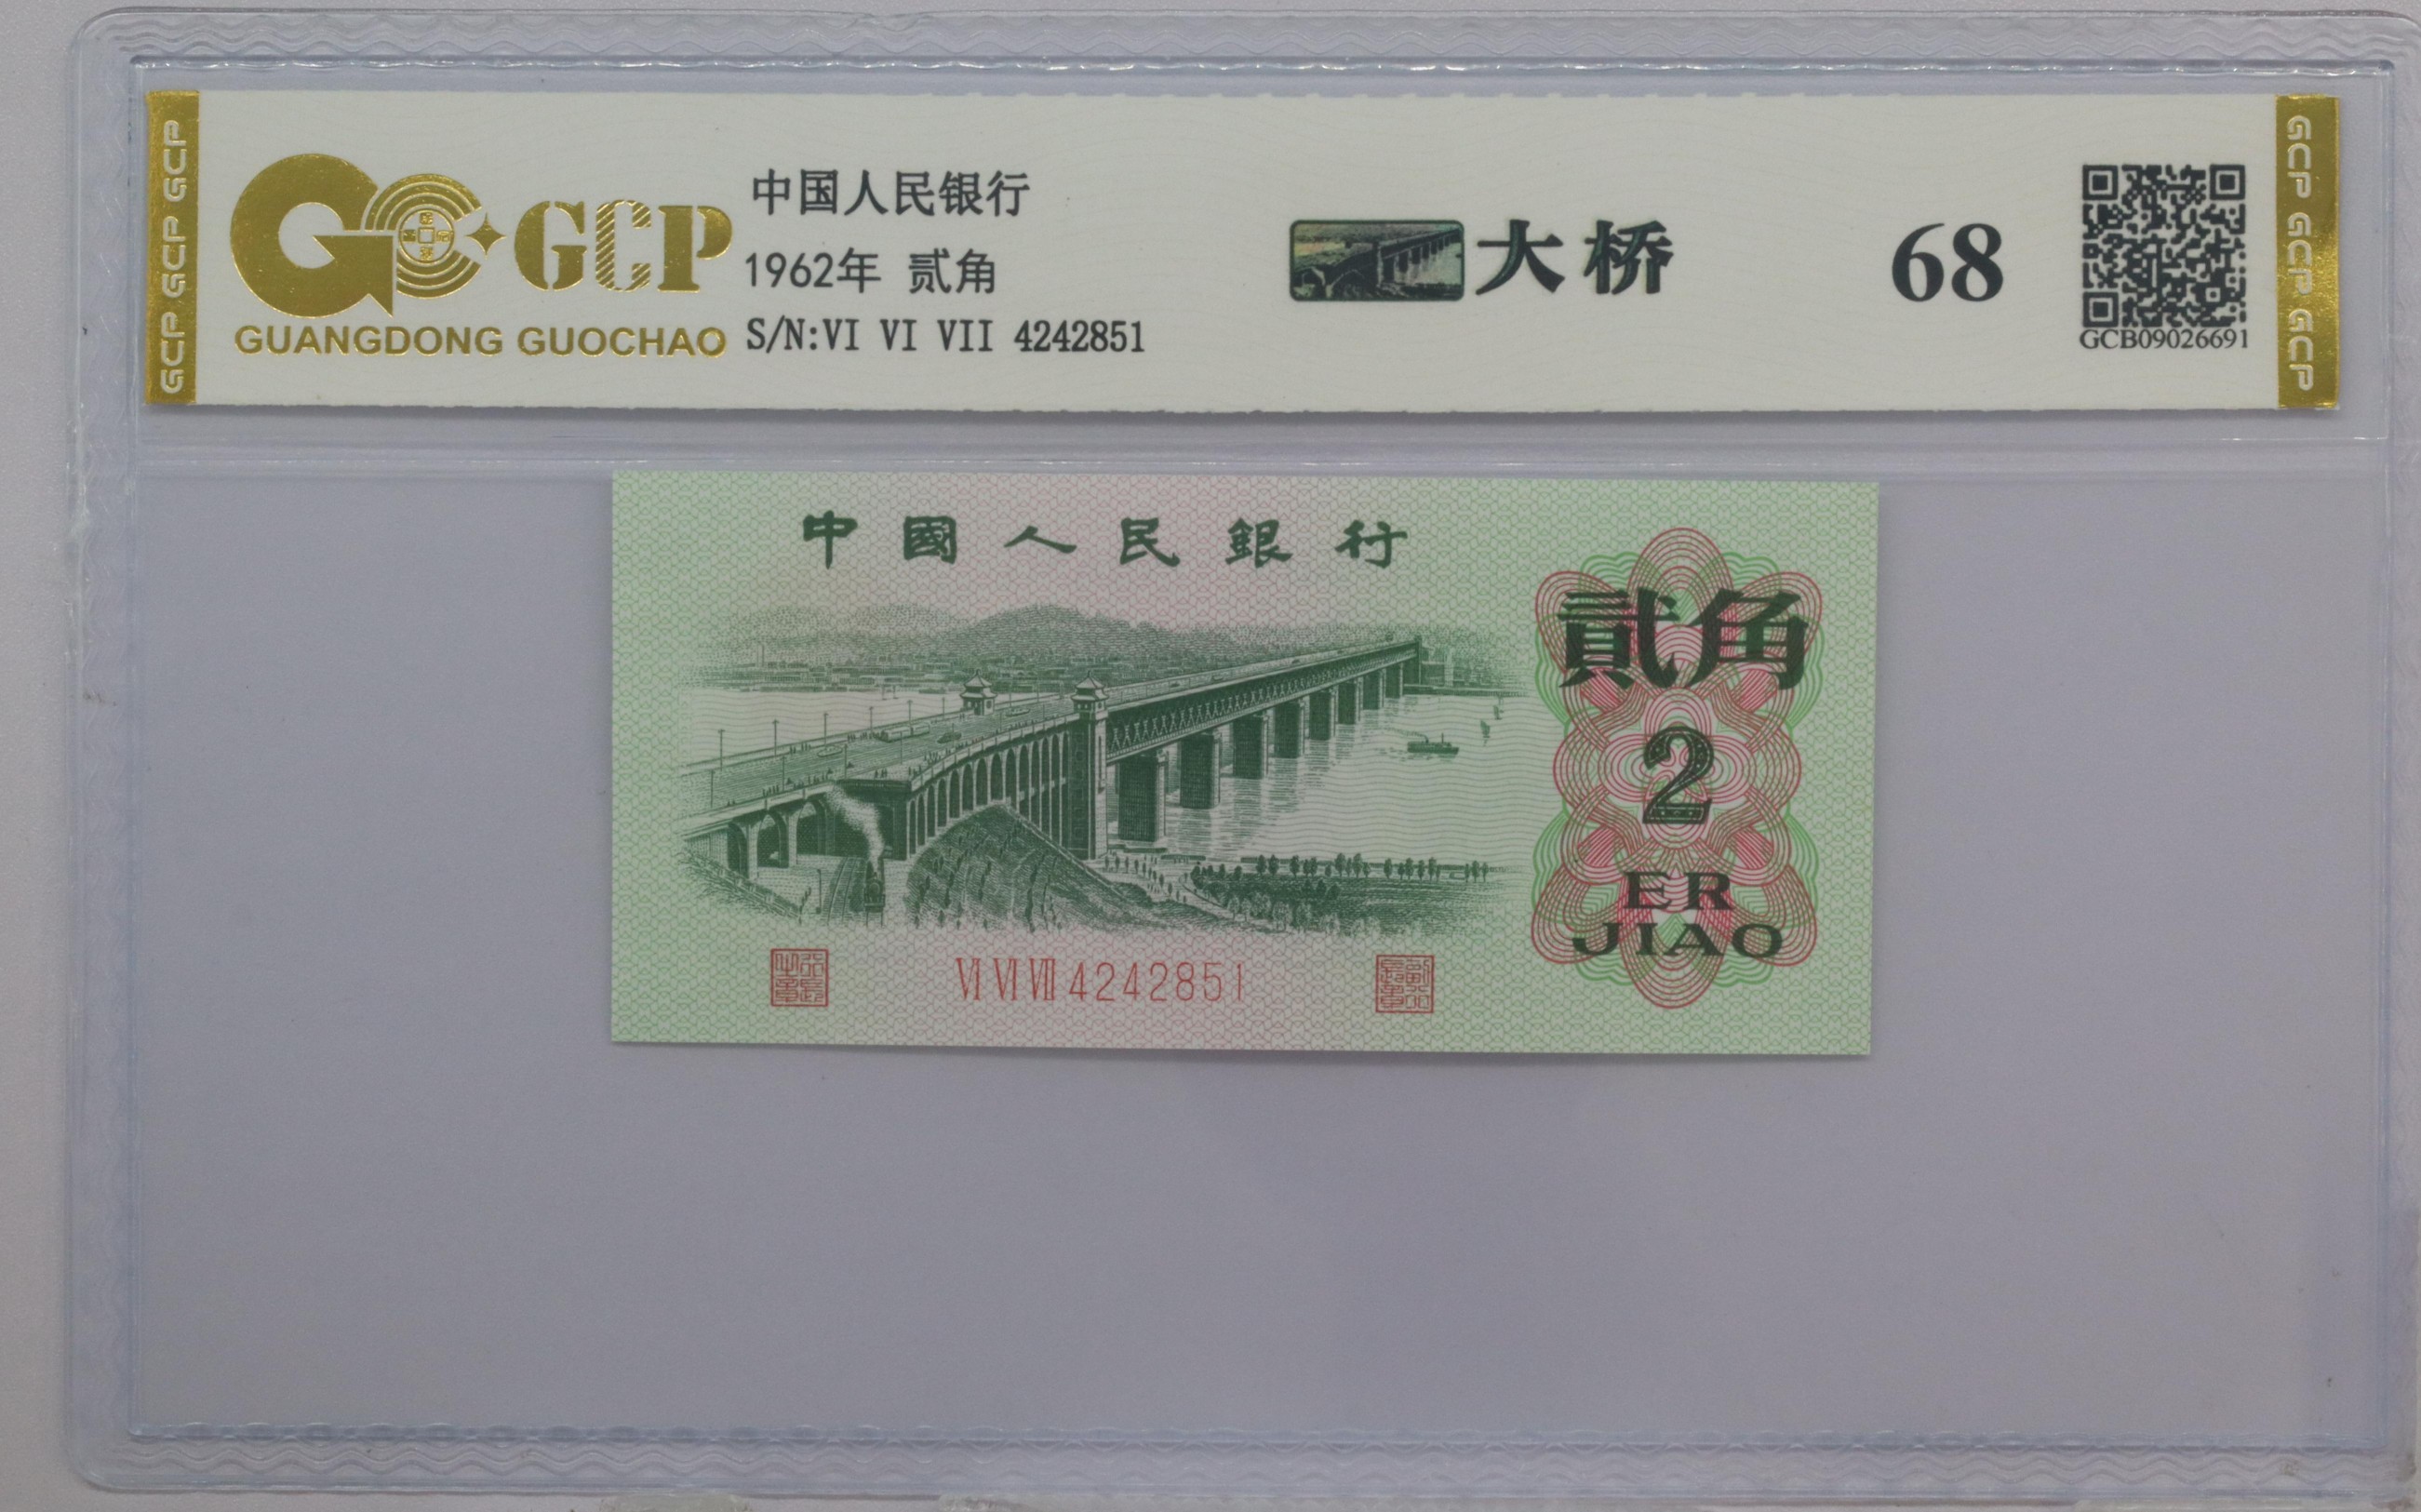 GCP GCP GCP GCP
GCP
GUANGDONG GUOCHAO
中国人民银行
1962年 贰角
S/N:VI VI VII 4242851
大桥
68
GCB09026691
GCP GCP GCP GCP
中國人民銀行
貳角
2
ER
JIAO
VI VI VII 4242851